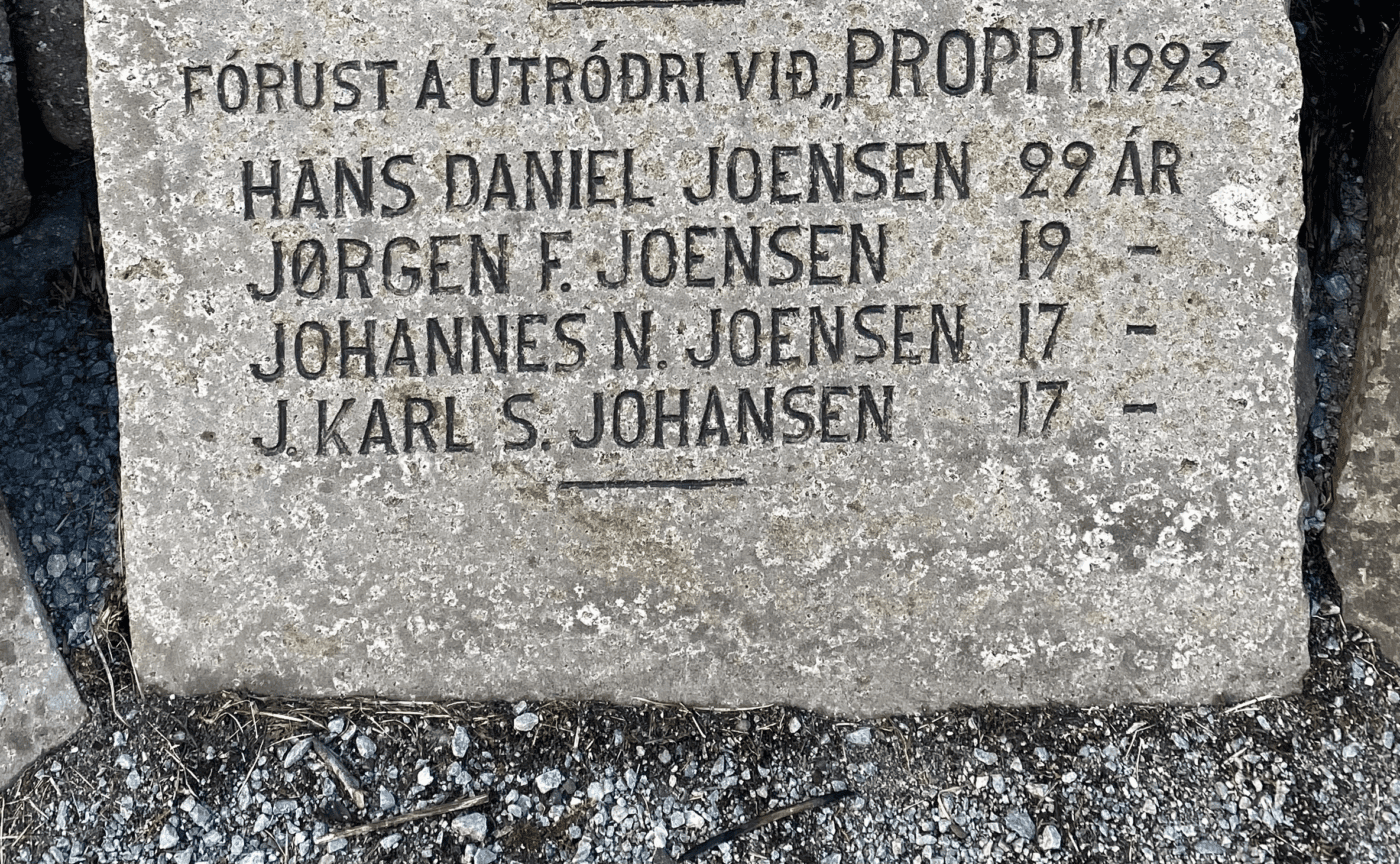 FÓRUST Á ÚTRÓÐRI VIÐ „PROPPI” 1923
HANS DANIEL JOENSEN 29 ÁR
JØRGEN F. JOENSEN 19 -
JOHANNES N. JOENSEN 17 -
J. KARL S. JOHANSEN 17 -